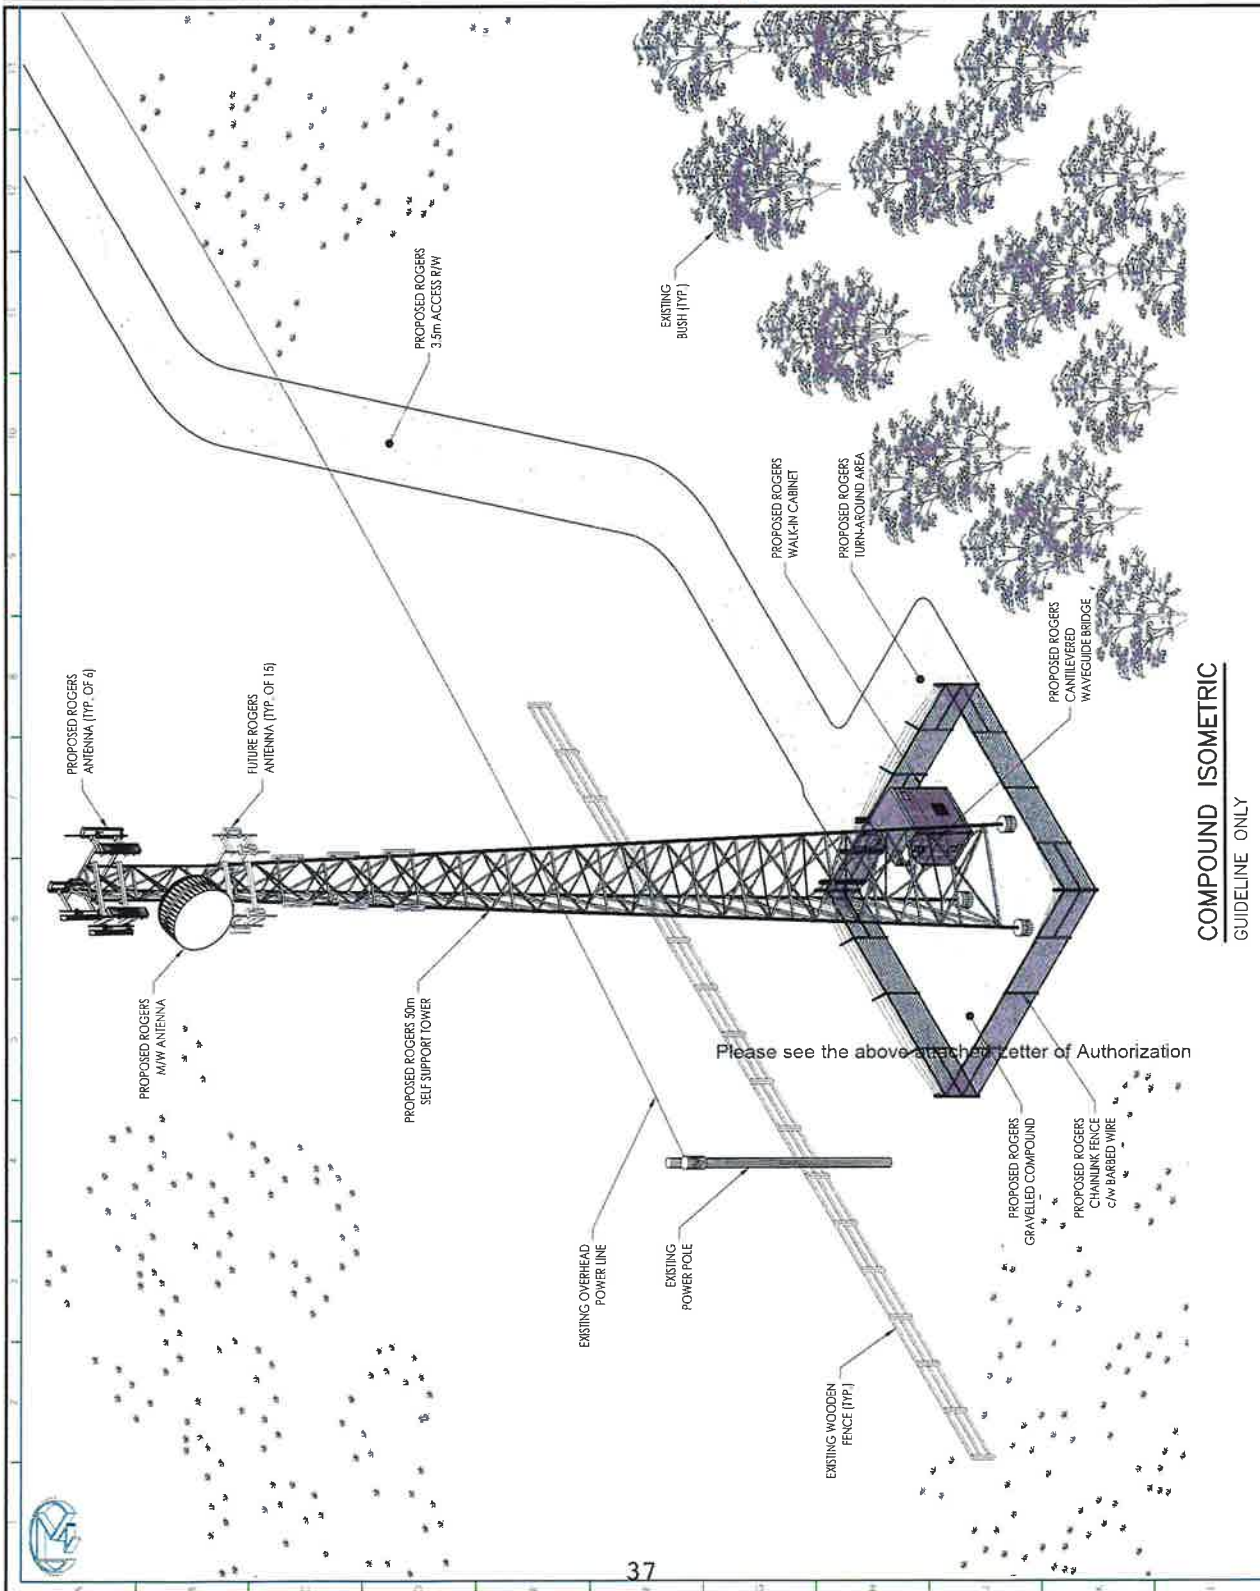 PROPOSED ROGERS
ANTENNA (TYP. OF 6)
FUTURE ROGERS
ANTENNA (TYP. OF 15)
PROPOSED ROGERS
M/W ANTENNA
PROPOSED ROGERS 50m
SELF SUPPORT TOWER
PROPOSED ROGERS
3.5m ACCESS R/W
EXISTING
BUSH (TYP.)
PROPOSED ROGERS
WALK-IN CABINET
PROPOSED ROGERS
TURN-AROUND AREA
PROPOSED ROGERS
CANTILEVERED
WAVEGUIDE BRIDGE
EXISTING OVERHEAD
POWER LINE
EXISTING
POWER POLE
EXISTING WOODEN
FENCE (TYP.)
PROPOSED ROGERS
GRAVELLED COMPOUND
PROPOSED ROGERS
CHAINLINK FENCE
c/w BARBED WIRE
Please see the above attached Letter of Authorization
COMPOUND ISOMETRIC
GUIDELINE ONLY
37